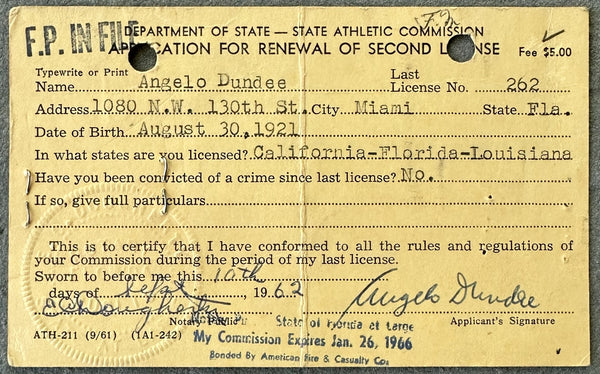 F.P. IN FILE
DEPARTMENT OF STATE — STATE ATHLETIC COMMISSION
APPLICATION FOR RENEWAL OF SECOND LICENSE Fee $5.00
Typewrite or Print Last
Name Angelo Dundee License No. 262
Address 1080 N.W. 130th St. City Miami State Fla.
Date of Birth August 30, 1921
In what states are you licensed? California-Florida-Louisiana
Have you been convicted of a crime since last license? No.
If so, give full particulars
This is to certify that I have conformed to all the rules and regulations of
your Commission during the period of my last license.
Sworn to before me this 10th
days of Sept, 1962
Angelo Dundee
Notary Public State of Florida at Large Applicant's Signature
ATH-211 (9/61) (1A1-242) My Commission Expires Jan. 26, 1966
Bonded By American Fire & Casualty Co.